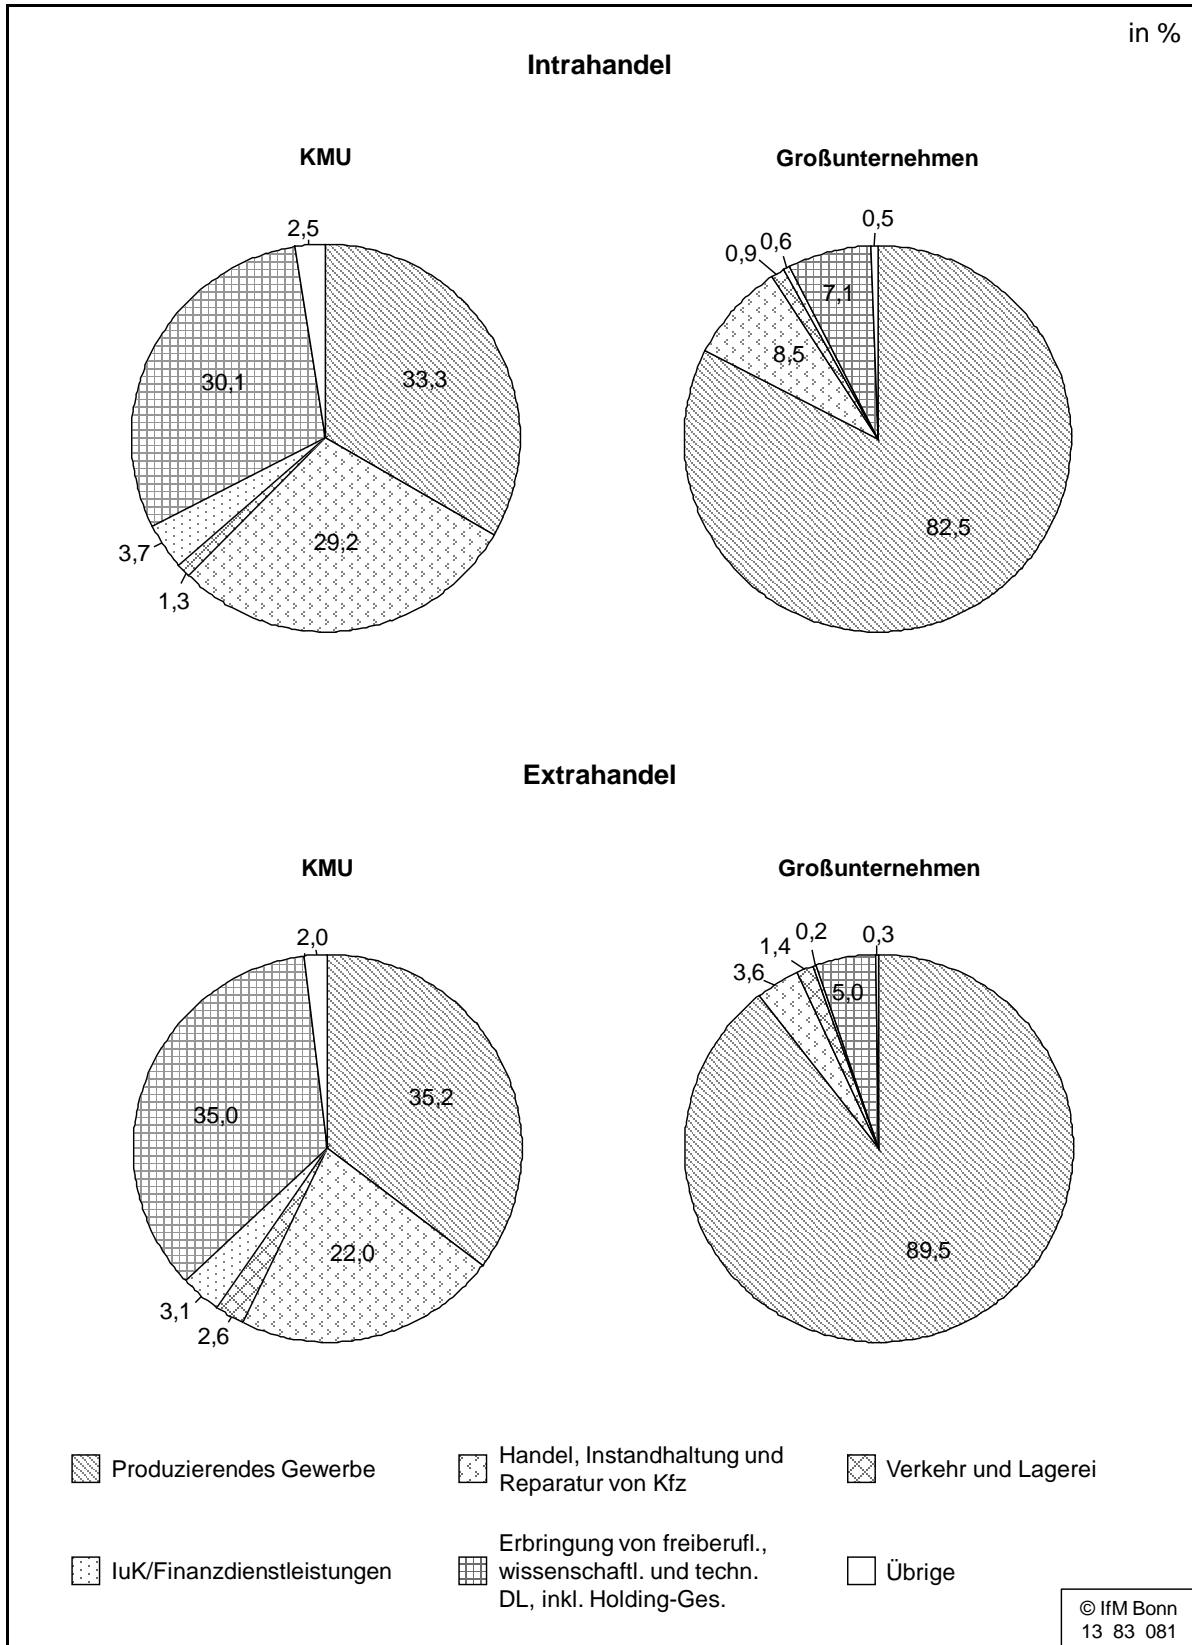 in %
Intrahandel
KMU
Großunternehmen
2,5
33,3
29,2
1,3
3,7
30,1
0,5
0,6
0,9
7,1
8,5
82,5
Extrahandel
KMU
Großunternehmen
2,0
35,2
22,0
2,6
3,1
35,0
0,3
0,2
1,4
3,6
5,0
89,5
Produzierendes Gewerbe
Handel, Instandhaltung und
Reparatur von Kfz
Verkehr und Lagerei
IuK/Finanzdienstleistungen
Erbringung von freiberufl.,
wissenschaftl. und techn.
DL, inkl. Holding-Ges.
Übrige
© IfM Bonn
13 83 081